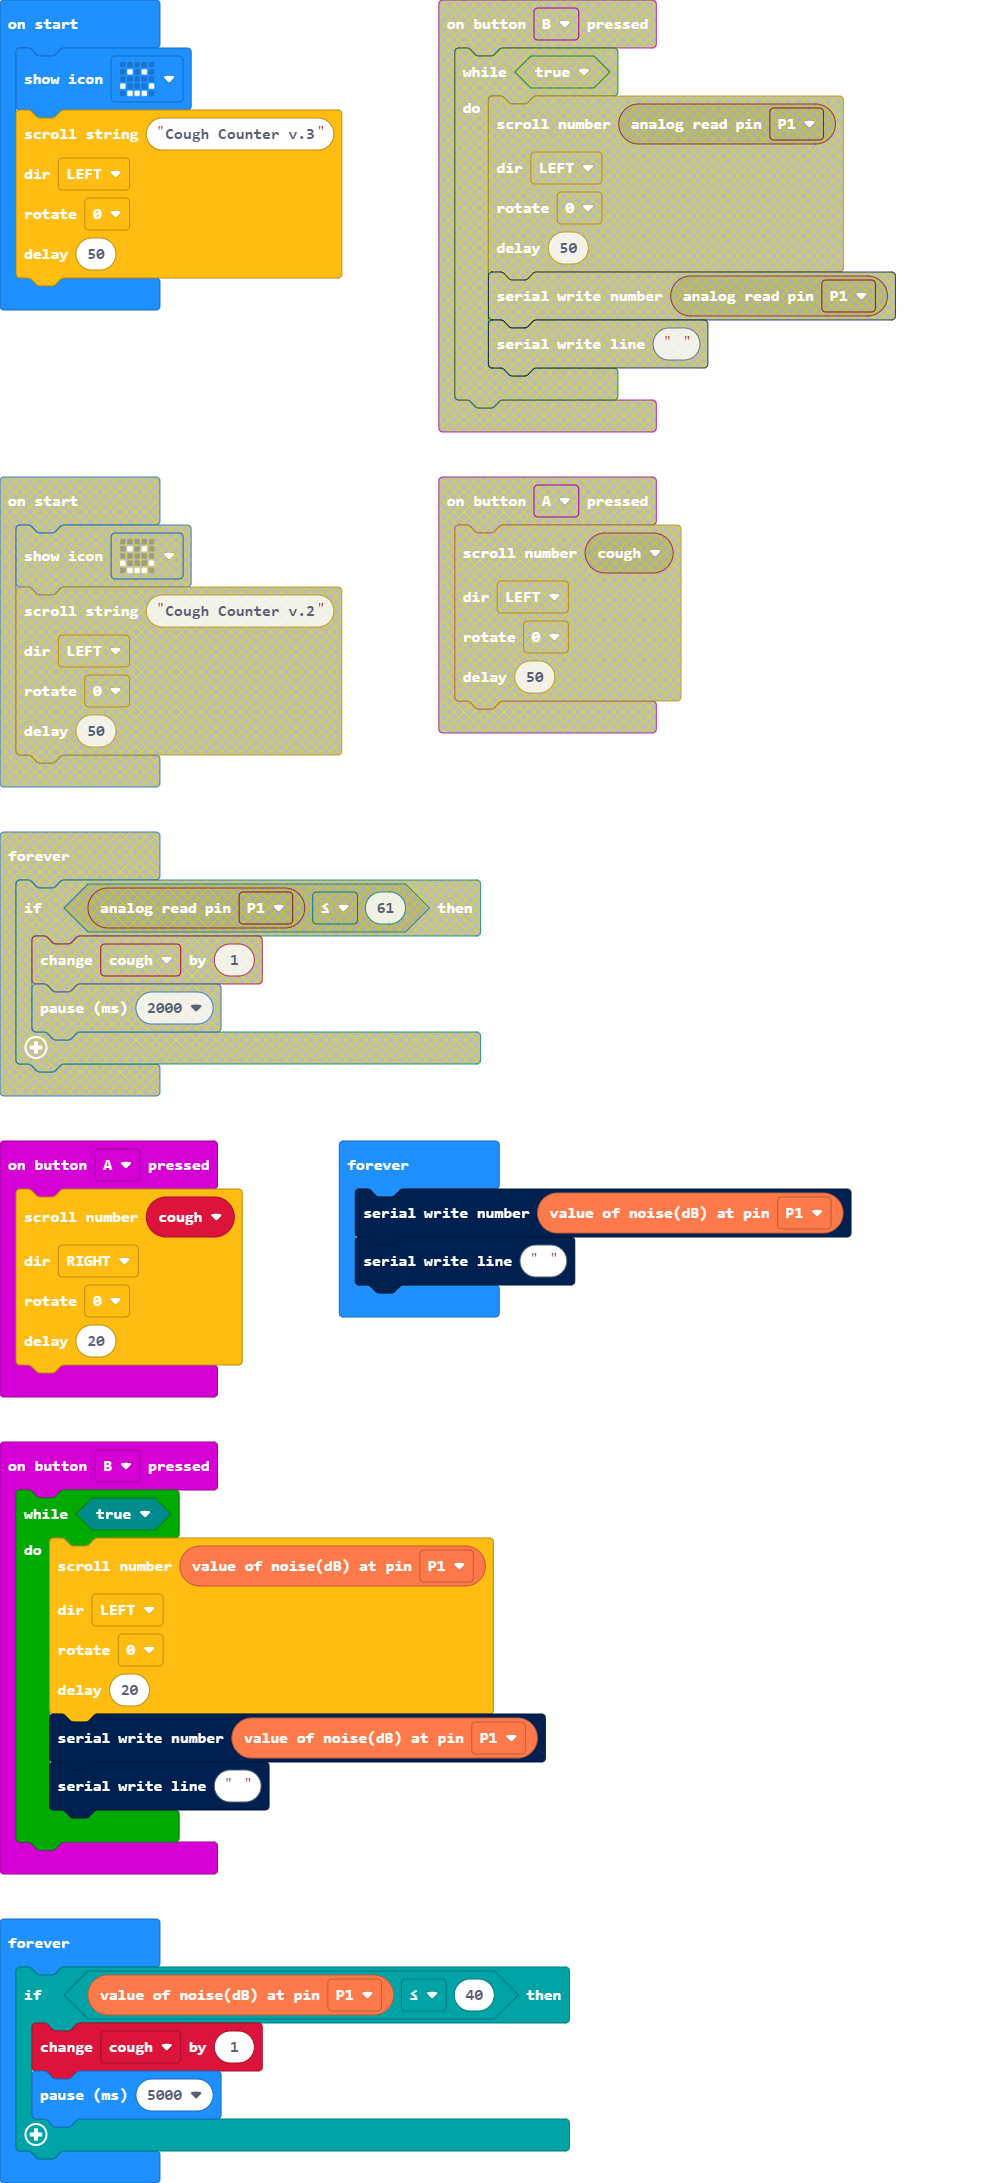 on start
show icon
scroll string "Cough Counter v.3"
dir LEFT
rotate 0
delay 50
on button B pressed
while true
do
scroll number analog read pin P1
dir LEFT
rotate 0
delay 50
serial write number analog read pin P1
serial write line " "
on start
show icon
scroll string "Cough Counter v.2"
dir LEFT
rotate 0
delay 50
on button A pressed
scroll number cough
dir LEFT
rotate 0
delay 50
forever
if analog read pin P1 ≤ 61 then
change cough by 1
pause (ms) 2000
on button A pressed
scroll number cough
dir RIGHT
rotate 0
delay 20
forever
serial write number value of noise(dB) at pin P1
serial write line " "
on button B pressed
while true
do
scroll number value of noise(dB) at pin P1
dir LEFT
rotate 0
delay 20
serial write number value of noise(dB) at pin P1
serial write line " "
forever
if value of noise(dB) at pin P1 ≤ 40 then
change cough by 1
pause (ms) 5000